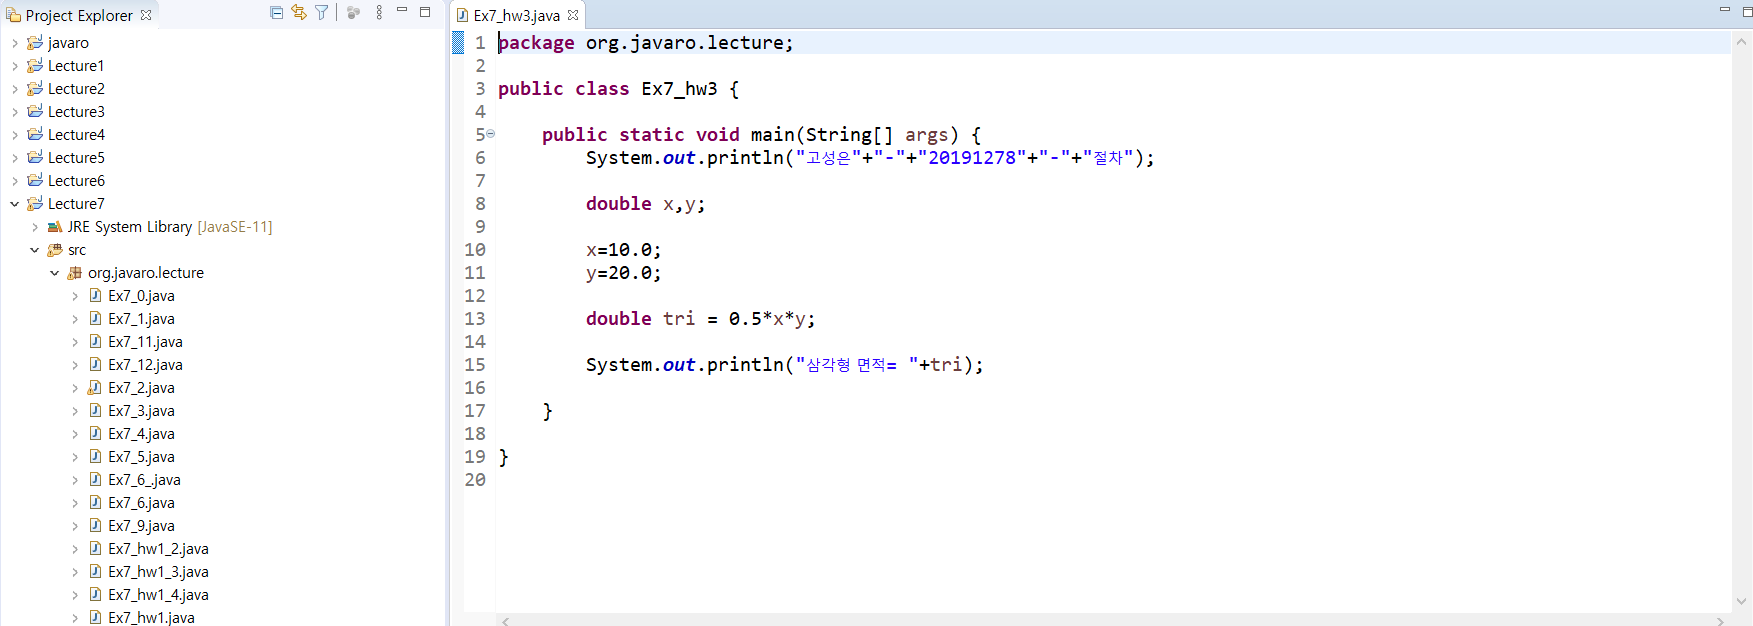 Project Explorer
javaro
Lecture1
Lecture2
Lecture3
Lecture4
Lecture5
Lecture6
Lecture7
JRE System Library [JavaSE-11]
src
org.javaro.lecture
Ex7_0.java
Ex7_1.java
Ex7_11.java
Ex7_12.java
Ex7_2.java
Ex7_3.java
Ex7_4.java
Ex7_5.java
Ex7_6_.java
Ex7_6.java
Ex7_9.java
Ex7_hw1_2.java
Ex7_hw1_3.java
Ex7_hw1_4.java
Ex7_hw1.java
Ex7_hw3.java
1 package org.javaro.lecture;
2
3 public class Ex7_hw3 {
4
5 public static void main(String[] args) {
6 System.out.println("고성은"+"-"+"20191278"+"-"+"절차");
7
8 double x,y;
9
10 x=10.0;
11 y=20.0;
12
13 double tri = 0.5*x*y;
14
15 System.out.println("삼각형 면적= "+tri);
16
17 }
18
19 }
20